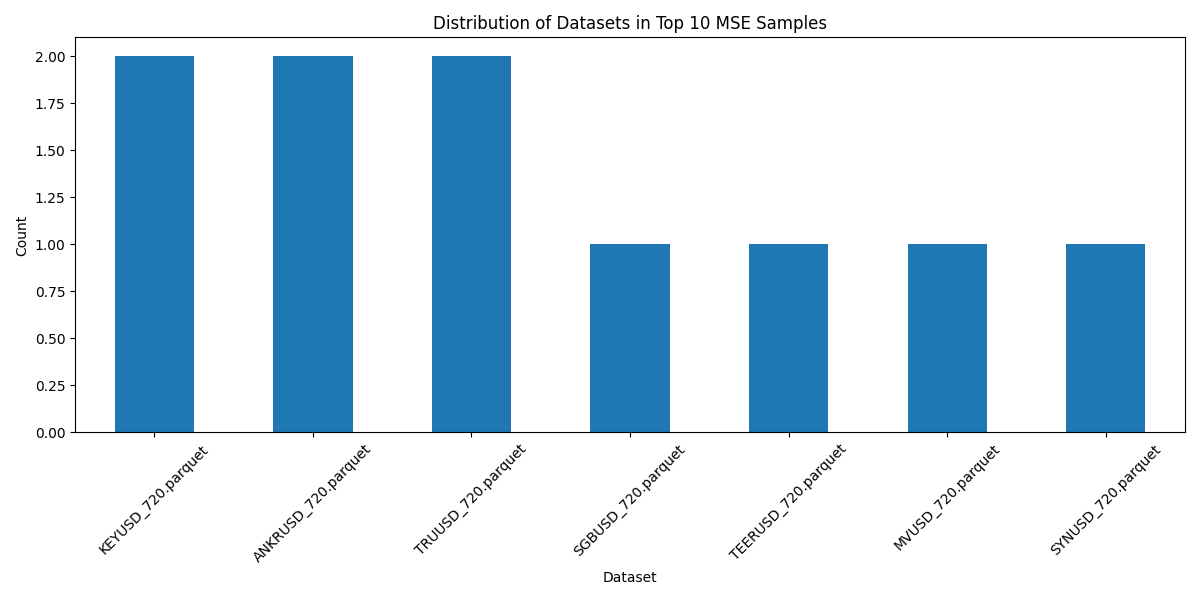 Distribution of Datasets in Top 10 MSE Samples
Count
2.00
1.75
1.50
1.25
1.00
0.75
0.50
0.25
0.00
KEYUSD_720.parquet
ANKRUSD_720.parquet
TRUUSD_720.parquet
SGBUSD_720.parquet
TEERUSD_720.parquet
MVUSD_720.parquet
SYNUSD_720.parquet
Dataset